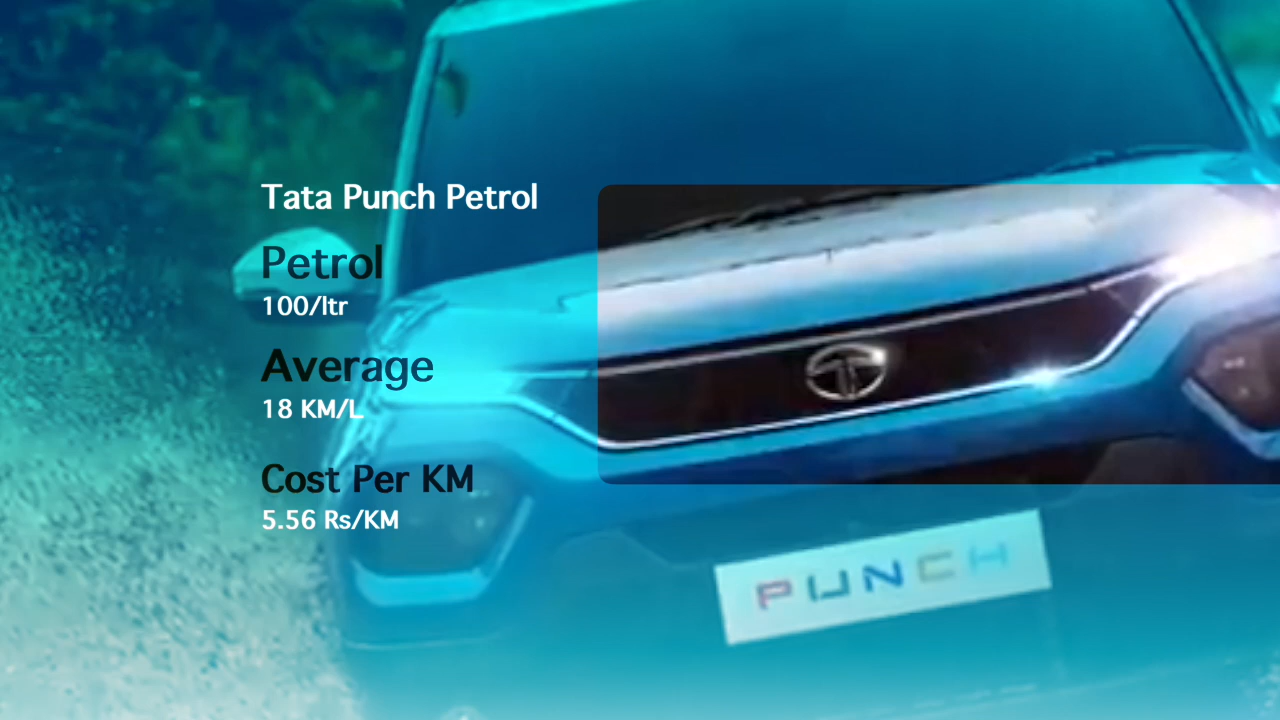 Tata Punch Petrol
Petrol
100/ltr
Average
18 KM/L
Cost Per KM
5.56 Rs/KM
PUNCH